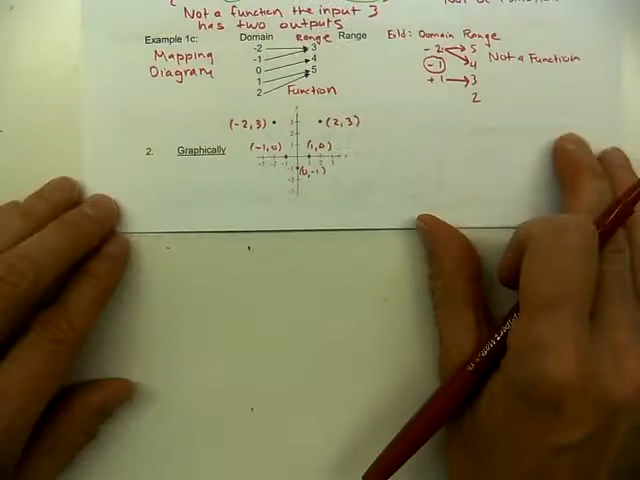 Not a function the input 3
has two outputs
Example 1c: Domain Range Range
Mapping
Diagram
-2 3
-1 4
0 5
1
2
Function
Domain Range
-2 5
-1 4
+1 3
2
Not a Function
(-2,3) (2,3)
2. Graphically (-1,0) (1,0)
(0,-1)